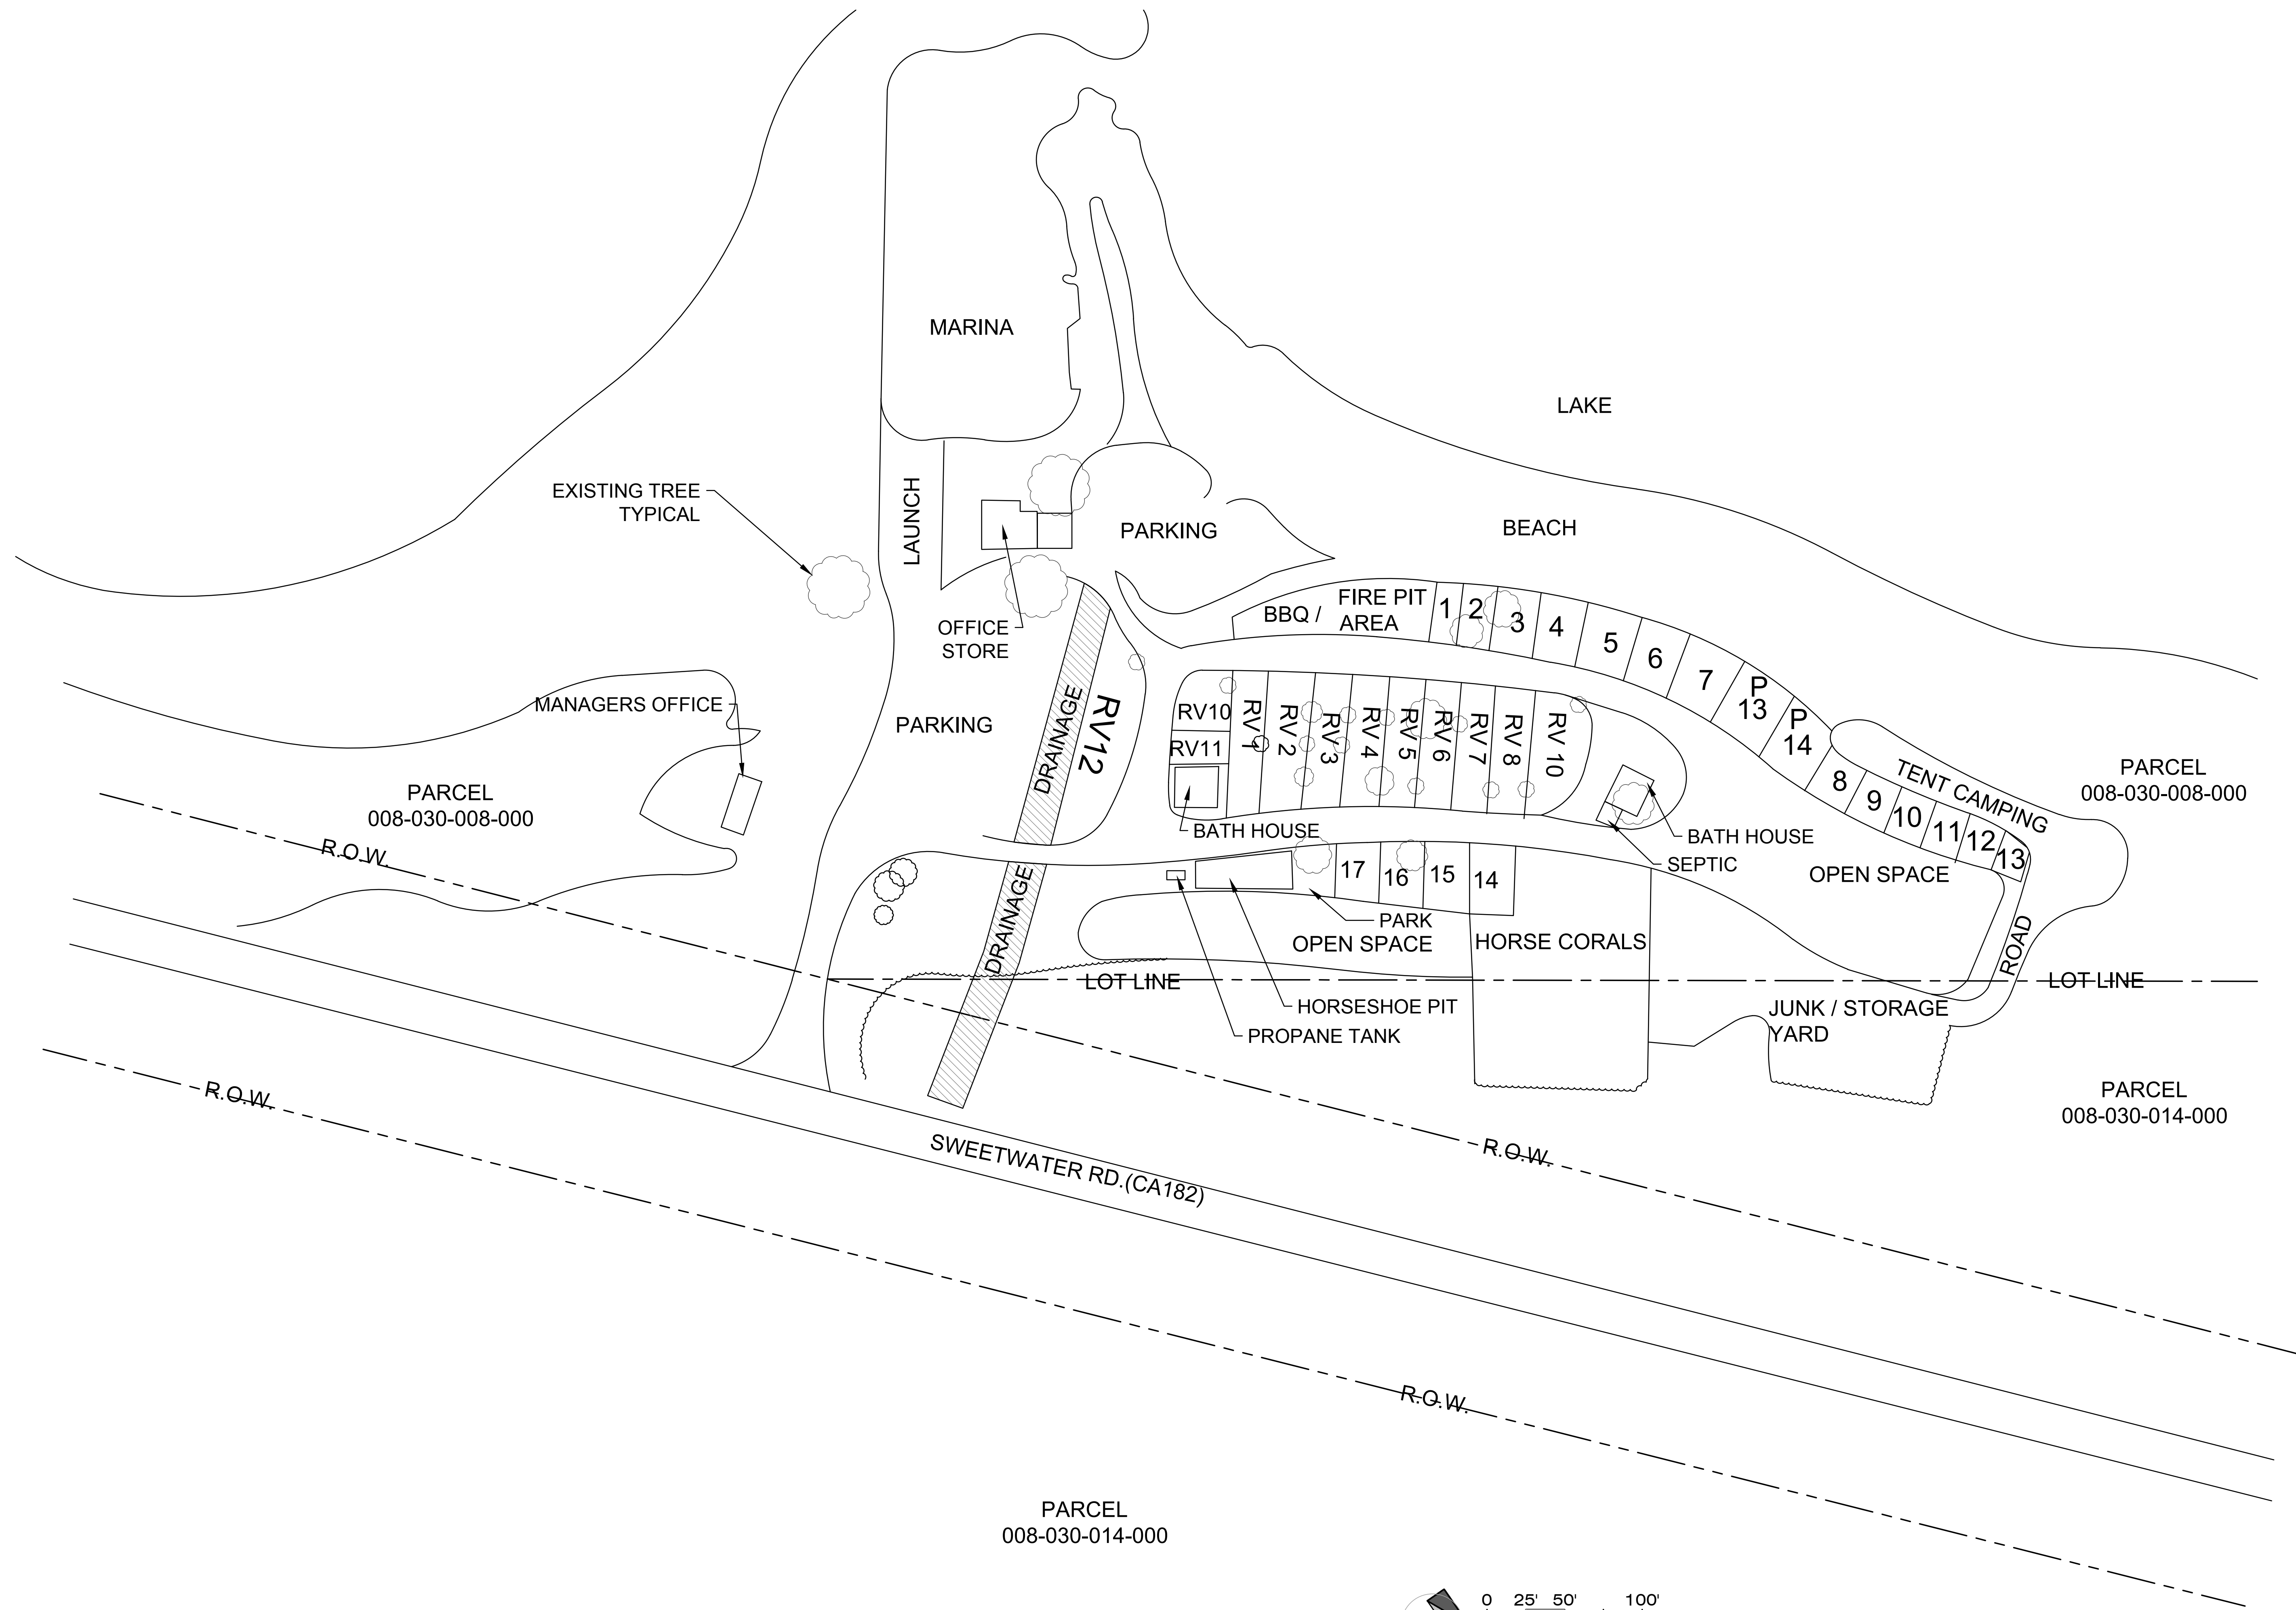 MARINA
LAKE
EXISTING TREE
TYPICAL
LAUNCH
PARKING
BEACH
OFFICE
STORE
BBQ /
FIRE PIT
AREA
1
2
3
4
5
6
7
P
13
P
14
8
9
10
11
12
13
TENT CAMPING
MANAGERS OFFICE
PARKING
DRAINAGE
RV12
RV10
RV11
RV 1
RV 2
RV 3
RV 4
RV 5
RV 6
RV 7
RV 8
RV 10
PARCEL
008-030-008-000
PARCEL
008-030-008-000
R.O.W.
BATH HOUSE
BATH HOUSE
SEPTIC
OPEN SPACE
17
16
15
14
PARK
OPEN SPACE
HORSE CORALS
DRAINAGE
ROAD
LOT LINE
LOT LINE
HORSESHOE PIT
PROPANE TANK
JUNK / STORAGE
YARD
R.O.W.
PARCEL
008-030-014-000
SWEETWATER RD.(CA182)
R.O.W.
R.O.W.
PARCEL
008-030-014-000
0 25' 50' 100'